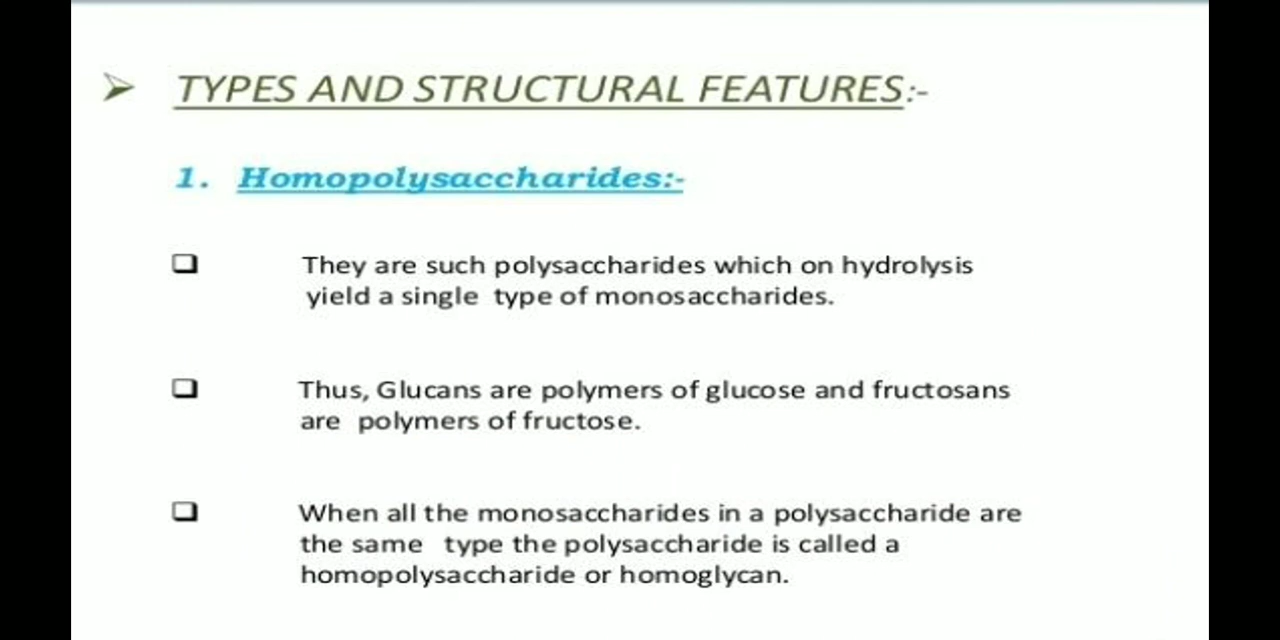 TYPES AND STRUCTURAL FEATURES:-
1. Homopolysaccharides:-
They are such polysaccharides which on hydrolysis
yield a single type of monosaccharides.
Thus, Glucans are polymers of glucose and fructosans
are polymers of fructose.
When all the monosaccharides in a polysaccharide are
the same type the polysaccharide is called a
homopolysaccharide or homoglycan.